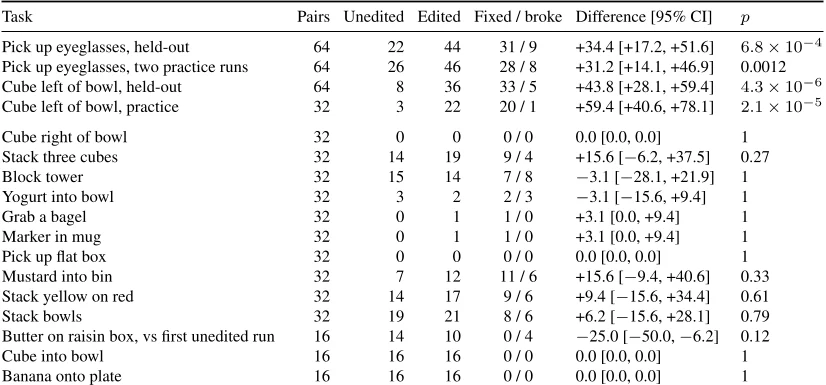 Task Pairs Unedited Edited Fixed / broke Difference [95% CI] p
Pick up eyeglasses, held-out 64 22 44 31 / 9 +34.4 [+17.2, +51.6] 6.8 × 10⁻⁴
Pick up eyeglasses, two practice runs 64 26 46 28 / 8 +31.2 [+14.1, +46.9] 0.0012
Cube left of bowl, held-out 64 8 36 33 / 5 +43.8 [+28.1, +59.4] 4.3 × 10⁻⁶
Cube left of bowl, practice 32 3 22 20 / 1 +59.4 [+40.6, +78.1] 2.1 × 10⁻⁵
Cube right of bowl 32 0 0 0 / 0 0.0 [0.0, 0.0] 1
Stack three cubes 32 14 19 9 / 4 +15.6 [−6.2, +37.5] 0.27
Block tower 32 15 14 7 / 8 −3.1 [−28.1, +21.9] 1
Yogurt into bowl 32 3 2 2 / 3 −3.1 [−15.6, +9.4] 1
Grab a bagel 32 0 1 1 / 0 +3.1 [0.0, +9.4] 1
Marker in mug 32 0 1 1 / 0 +3.1 [0.0, +9.4] 1
Pick up flat box 32 0 0 0 / 0 0.0 [0.0, 0.0] 1
Mustard into bin 32 7 12 11 / 6 +15.6 [−9.4, +40.6] 0.33
Stack yellow on red 32 14 17 9 / 6 +9.4 [−15.6, +34.4] 0.61
Stack bowls 32 19 21 8 / 6 +6.2 [−15.6, +28.1] 0.79
Butter on raisin box, vs first unedited run 16 14 10 0 / 4 −25.0 [−50.0, −6.2] 0.12
Cube into bowl 16 16 16 0 / 0 0.0 [0.0, 0.0] 1
Banana onto plate 16 16 16 0 / 0 0.0 [0.0, 0.0] 1